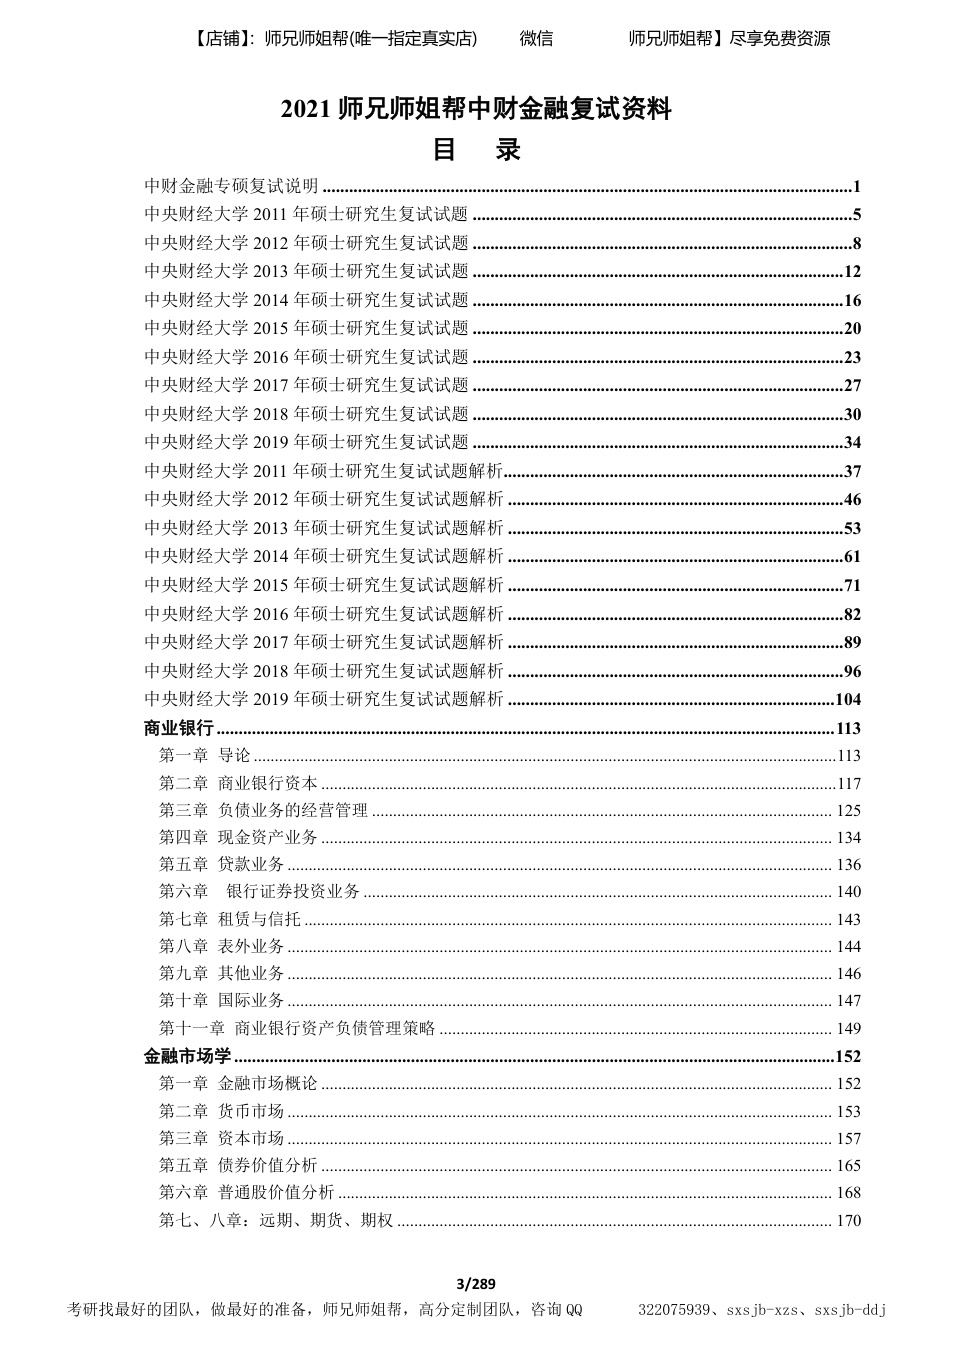 【店铺】：师兄师姐帮(唯一指定真实店) 微信 师兄师姐帮】尽享免费资源
2021 师兄师姐帮中财金融复试资料
目 录
中财金融专硕复试说明 ........ 1
中央财经大学 2011 年硕士研究生复试试题 ........ 5
中央财经大学 2012 年硕士研究生复试试题 ........ 8
中央财经大学 2013 年硕士研究生复试试题 ........ 12
中央财经大学 2014 年硕士研究生复试试题 ........ 16
中央财经大学 2015 年硕士研究生复试试题 ........ 20
中央财经大学 2016 年硕士研究生复试试题 ........ 23
中央财经大学 2017 年硕士研究生复试试题 ........ 27
中央财经大学 2018 年硕士研究生复试试题 ........ 30
中央财经大学 2019 年硕士研究生复试试题 ........ 34
中央财经大学 2011 年硕士研究生复试试题解析 ........ 37
中央财经大学 2012 年硕士研究生复试试题解析 ........ 46
中央财经大学 2013 年硕士研究生复试试题解析 ........ 53
中央财经大学 2014 年硕士研究生复试试题解析 ........ 61
中央财经大学 2015 年硕士研究生复试试题解析 ........ 71
中央财经大学 2016 年硕士研究生复试试题解析 ........ 82
中央财经大学 2017 年硕士研究生复试试题解析 ........ 89
中央财经大学 2018 年硕士研究生复试试题解析 ........ 96
中央财经大学 2019 年硕士研究生复试试题解析 ........ 104
商业银行 ........ 113
第一章 导论 ........ 113
第二章 商业银行资本 ........ 117
第三章 负债业务的经营管理 ........ 125
第四章 现金资产业务 ........ 134
第五章 贷款业务 ........ 136
第六章 银行证券投资业务 ........ 140
第七章 租赁与信托 ........ 143
第八章 表外业务 ........ 144
第九章 其他业务 ........ 146
第十章 国际业务 ........ 147
第十一章 商业银行资产负债管理策略 ........ 149
金融市场学 ........ 152
第一章 金融市场概论 ........ 152
第二章 货币市场 ........ 153
第三章 资本市场 ........ 157
第五章 债券价值分析 ........ 165
第六章 普通股价值分析 ........ 168
第七、八章：远期、期货、期权 ........ 170
3/289
考研找最好的团队，做最好的准备，师兄师姐帮，高分定制团队，咨询 QQ 322075939、sxsjb-xzs、sxsjb-ddj